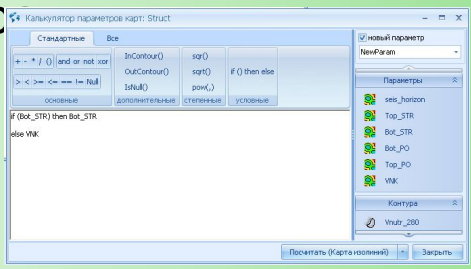 Калькулятор параметров карт: Struct
Стандартные Все
+ - * / () and or not xor
> < >= <= == != Null
основные
InContour()
OutContour()
IsNull()
дополнительные
sqr()
sqrt()
pow(,)
степенные
if () then else
условные
if (Bot_STR) then Bot_STR
else VNK
новый параметр
NewParam
Параметры
seis_horizon
Top_STR
Bot_STR
Bot_PO
Top_PO
VNK
Контура
Vnutr_280
Посчитать (Карта изолиний) Закрыть